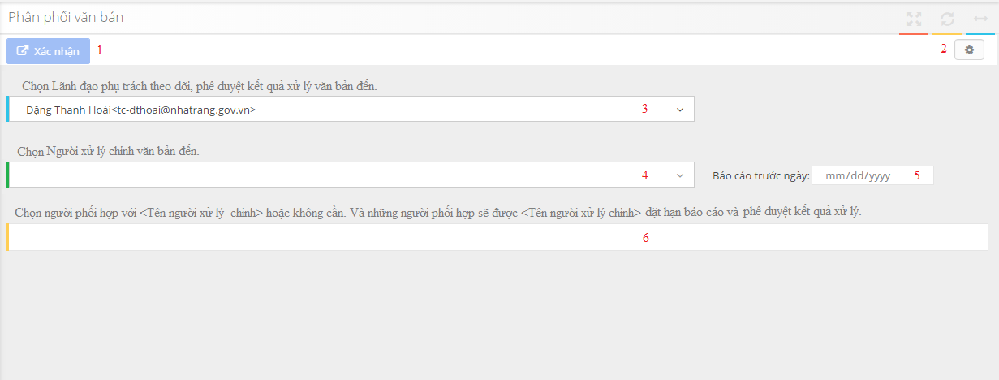 Phân phối văn bản
Xác nhận 1 2
Chọn Lãnh đạo phụ trách theo dõi, phê duyệt kết quả xử lý văn bản đến.
Đặng Thanh Hoài<tc-dthoai@nhatrang.gov.vn> 3
Chọn Người xử lý chính văn bản đến.
4 Báo cáo trước ngày: mm/dd/yyyy 5
Chọn người phối hợp với <Tên người xử lý chính> hoặc không cần. Và những người phối hợp sẽ được <Tên người xử lý chính> đặt hạn báo cáo và phê duyệt kết quả xử lý.
6